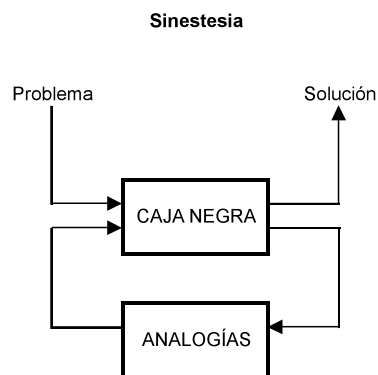 Sinestesia
Problema
Solución
CAJA NEGRA
ANALOGÍAS